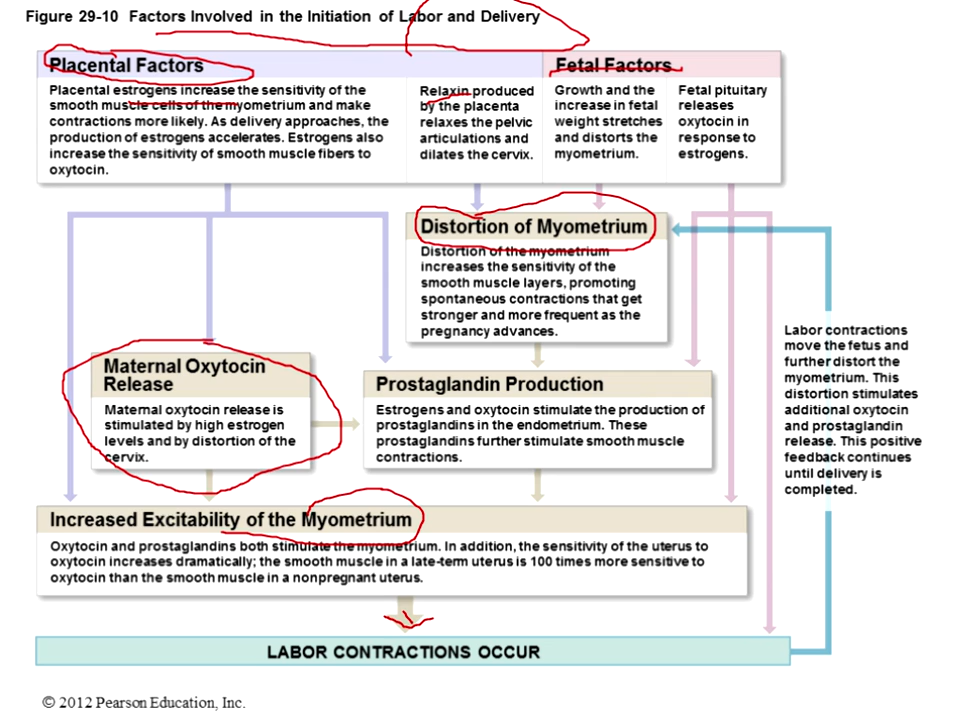 Figure 29-10 Factors Involved in the Initiation of Labor and Delivery
Placental Factors
Placental estrogens increase the sensitivity of the
smooth muscle cells of the myometrium and make
contractions more likely. As delivery approaches, the
production of estrogens accelerates. Estrogens also
increase the sensitivity of smooth muscle fibers to
oxytocin.
Relaxin produced
by the placenta
relaxes the pelvic
articulations and
dilates the cervix.
Fetal Factors
Growth and the
increase in fetal
weight stretches
and distorts the
myometrium.
Fetal pituitary
releases
oxytocin in
response to
estrogens.
Distortion of Myometrium
Distortion of the myometrium
increases the sensitivity of the
smooth muscle layers, promoting
spontaneous contractions that get
stronger and more frequent as the
pregnancy advances.
Maternal Oxytocin
Release
Maternal oxytocin release is
stimulated by high estrogen
levels and by distortion of the
cervix.
Prostaglandin Production
Estrogens and oxytocin stimulate the production of
prostaglandins in the endometrium. These
prostaglandins further stimulate smooth muscle
contractions.
Labor contractions
move the fetus and
further distort the
myometrium. This
distortion stimulates
additional oxytocin
and prostaglandin
release. This positive
feedback continues
until delivery is
completed.
Increased Excitability of the Myometrium
Oxytocin and prostaglandins both stimulate the myometrium. In addition, the sensitivity of the uterus to
oxytocin increases dramatically; the smooth muscle in a late-term uterus is 100 times more sensitive to
oxytocin than the smooth muscle in a nonpregnant uterus.
LABOR CONTRACTIONS OCCUR
© 2012 Pearson Education, Inc.